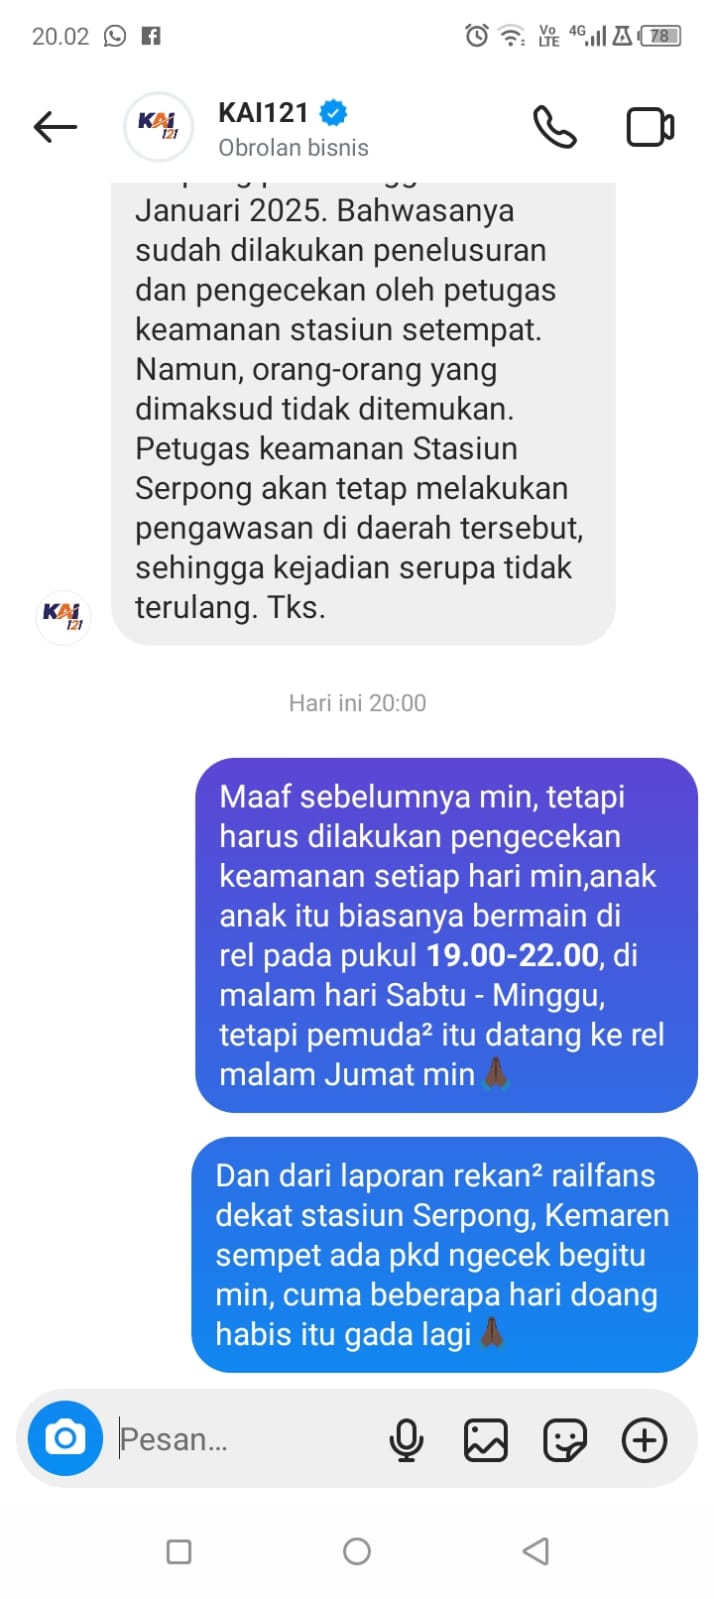 20.02
Vo
LTE
4G
78
KAI121
Obrolan bisnis
KAi
121
Januari 2025. Bahwasanya
sudah dilakukan penelusuran
dan pengecekan oleh petugas
keamanan stasiun setempat.
Namun, orang-orang yang
dimaksud tidak ditemukan.
Petugas keamanan Stasiun
Serpong akan tetap melakukan
pengawasan di daerah tersebut,
sehingga kejadian serupa tidak
terulang. Tks.
KAi
121
Hari ini 20:00
Maaf sebelumnya min, tetapi
harus dilakukan pengecekan
keamanan setiap hari min,anak
anak itu biasanya bermain di
rel pada pukul 19.00-22.00, di
malam hari Sabtu - Minggu,
tetapi pemuda² itu datang ke rel
malam Jumat min🙏🏿
Dan dari laporan rekan² railfans
dekat stasiun Serpong, Kemaren
sempet ada pkd ngecek begitu
min, cuma beberapa hari doang
habis itu gada lagi🙏🏿
Pesan...